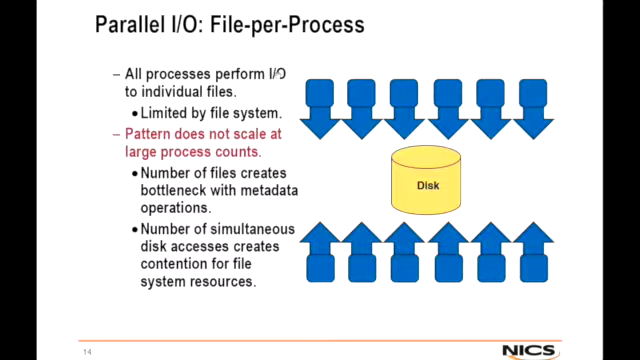 Parallel I/O: File-per-Process
– All processes perform I/O
to individual files.
• Limited by file system.
– Pattern does not scale at
large process counts.
• Number of files creates
bottleneck with metadata
operations.
• Number of simultaneous
disk accesses creates
contention for file
system resources.
Disk
14
NICS